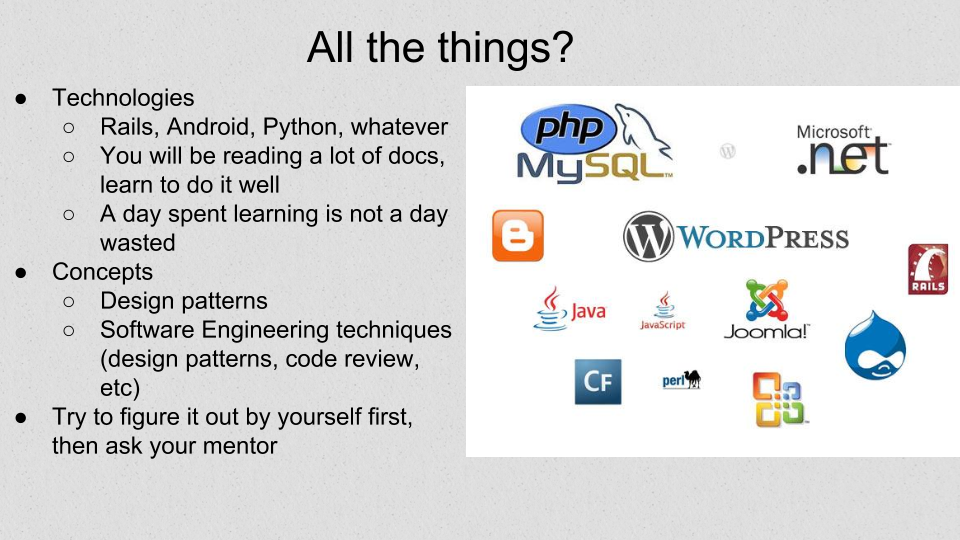 All the things?
● Technologies
○ Rails, Android, Python, whatever
○ You will be reading a lot of docs,
learn to do it well
○ A day spent learning is not a day
wasted
● Concepts
○ Design patterns
○ Software Engineering techniques
(design patterns, code review,
etc)
● Try to figure it out by yourself first,
then ask your mentor
php
MySQL™
Microsoft®
.net™
WORDPRESS
RAILS
Java
JavaScript
Joomla!™
CF
perl